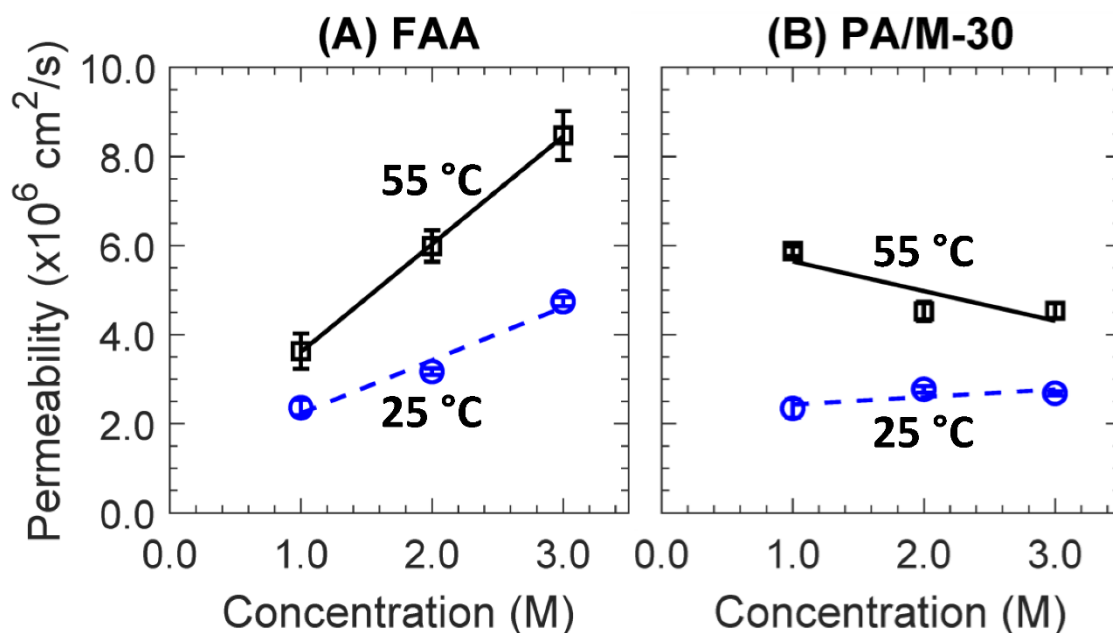 (A) FAA
(B) PA/M-30
Permeability (x10⁶ cm²/s)
10.0
8.0
6.0
4.0
2.0
0.0
55 °C
25 °C
55 °C
25 °C
0.0 1.0 2.0 3.0
0.0 1.0 2.0 3.0
Concentration (M)
Concentration (M)